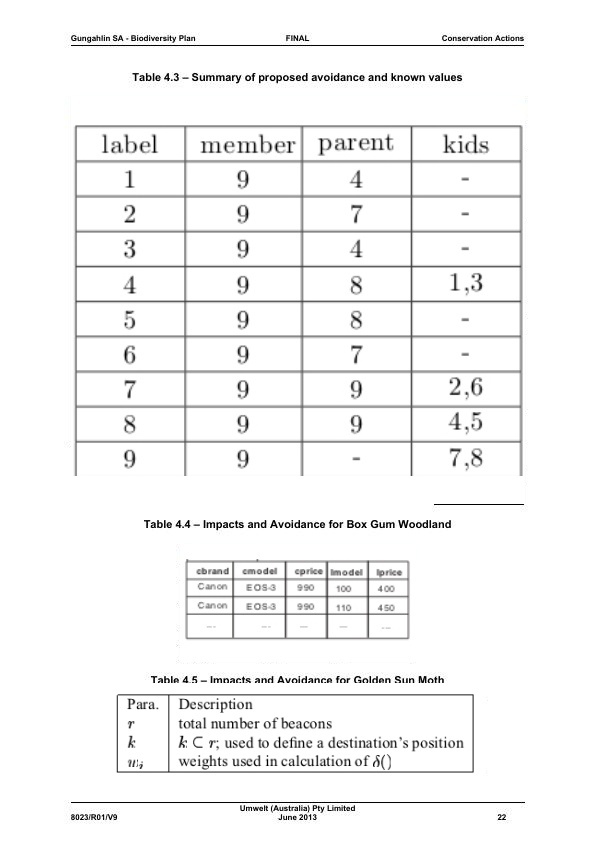 Gungahlin SA - Biodiversity Plan FINAL Conservation Actions
Table 4.3 – Summary of proposed avoidance and known values
label member parent kids
1 9 4 -
2 9 7 -
3 9 4 -
4 9 8 1,3
5 9 8 -
6 9 7 -
7 9 9 2,6
8 9 9 4,5
9 9 - 7,8
Table 4.4 – Impacts and Avoidance for Box Gum Woodland
cbrand cmodel cprice lmodel lprice
Canon EOS-3 990 100 400
Canon EOS-3 990 110 450
... ... ... ... ...
Table 4.5 – Impacts and Avoidance for Golden Sun Moth
Para. Description
r total number of beacons
k k ⊂ r; used to define a destination's position
w_i weights used in calculation of δ()
Umwelt (Australia) Pty Limited
8023/R01/V9 June 2013 22